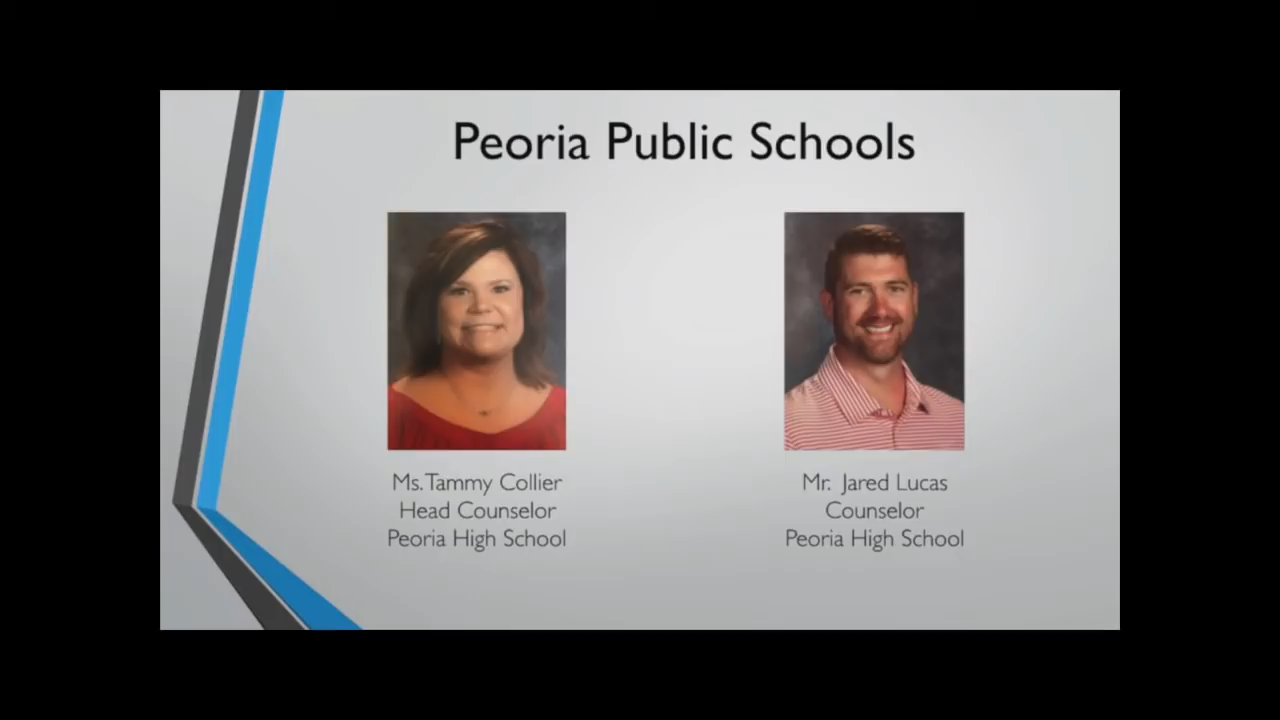 Peoria Public Schools
Ms. Tammy Collier
Head Counselor
Peoria High School
Mr. Jared Lucas
Counselor
Peoria High School